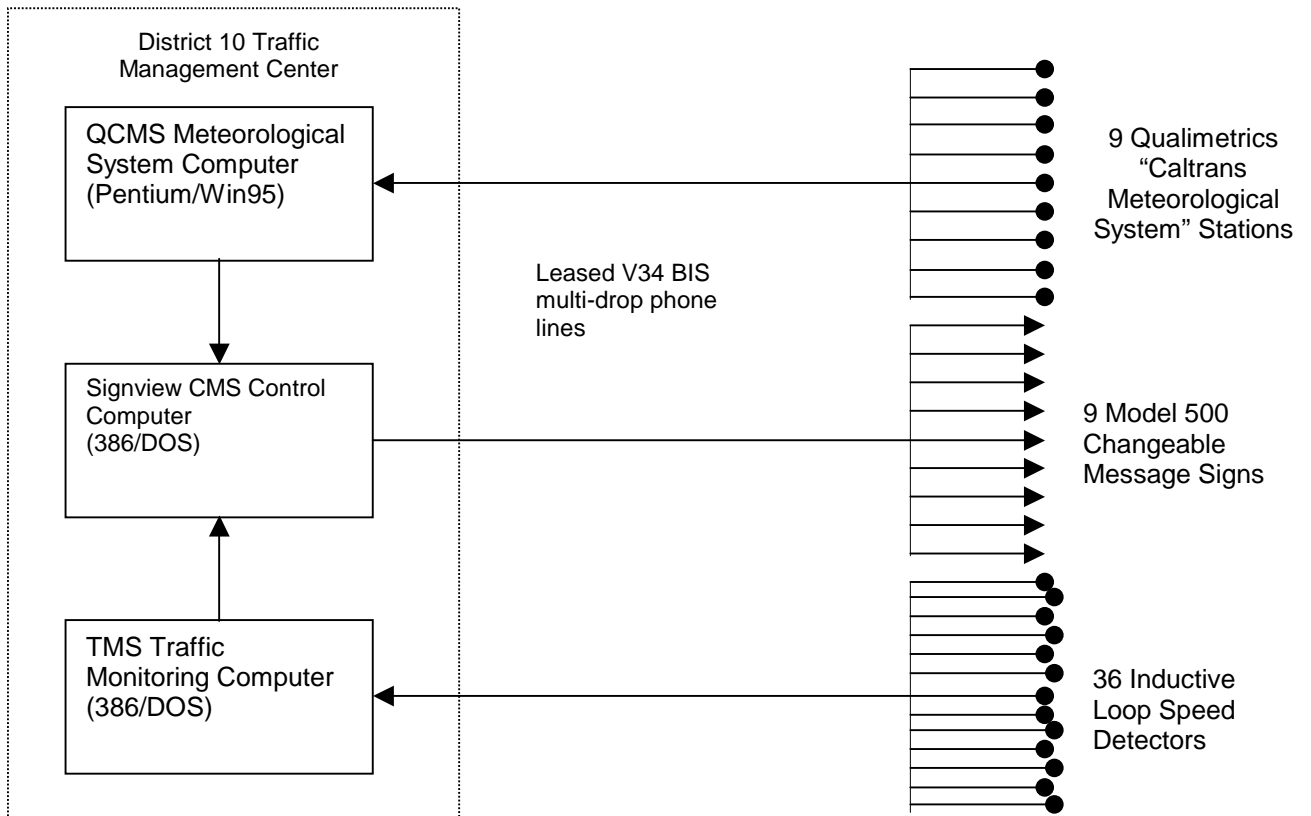 District 10 Traffic
Management Center
QCMS Meteorological
System Computer
(Pentium/Win95)
9 Qualimetrics
“Caltrans
Meteorological
System” Stations
Leased V34 BIS
multi-drop phone
lines
Signview CMS Control
Computer
(386/DOS)
9 Model 500
Changeable
Message Signs
TMS Traffic
Monitoring Computer
(386/DOS)
36 Inductive
Loop Speed
Detectors